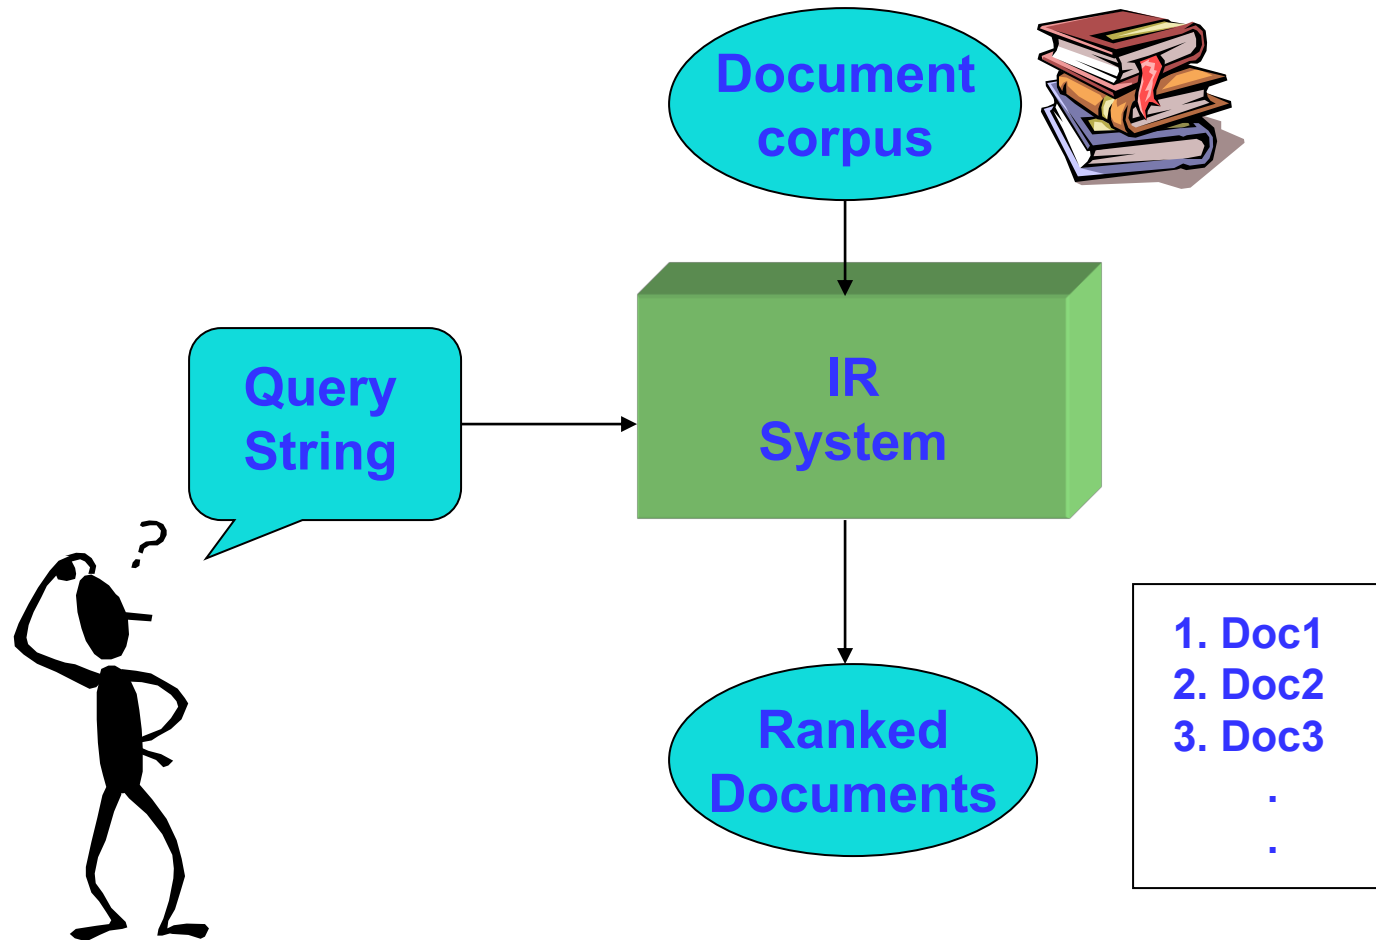 Document
corpus
IR
System
Query
String
?
Ranked
Documents
1. Doc1
2. Doc2
3. Doc3
.
.